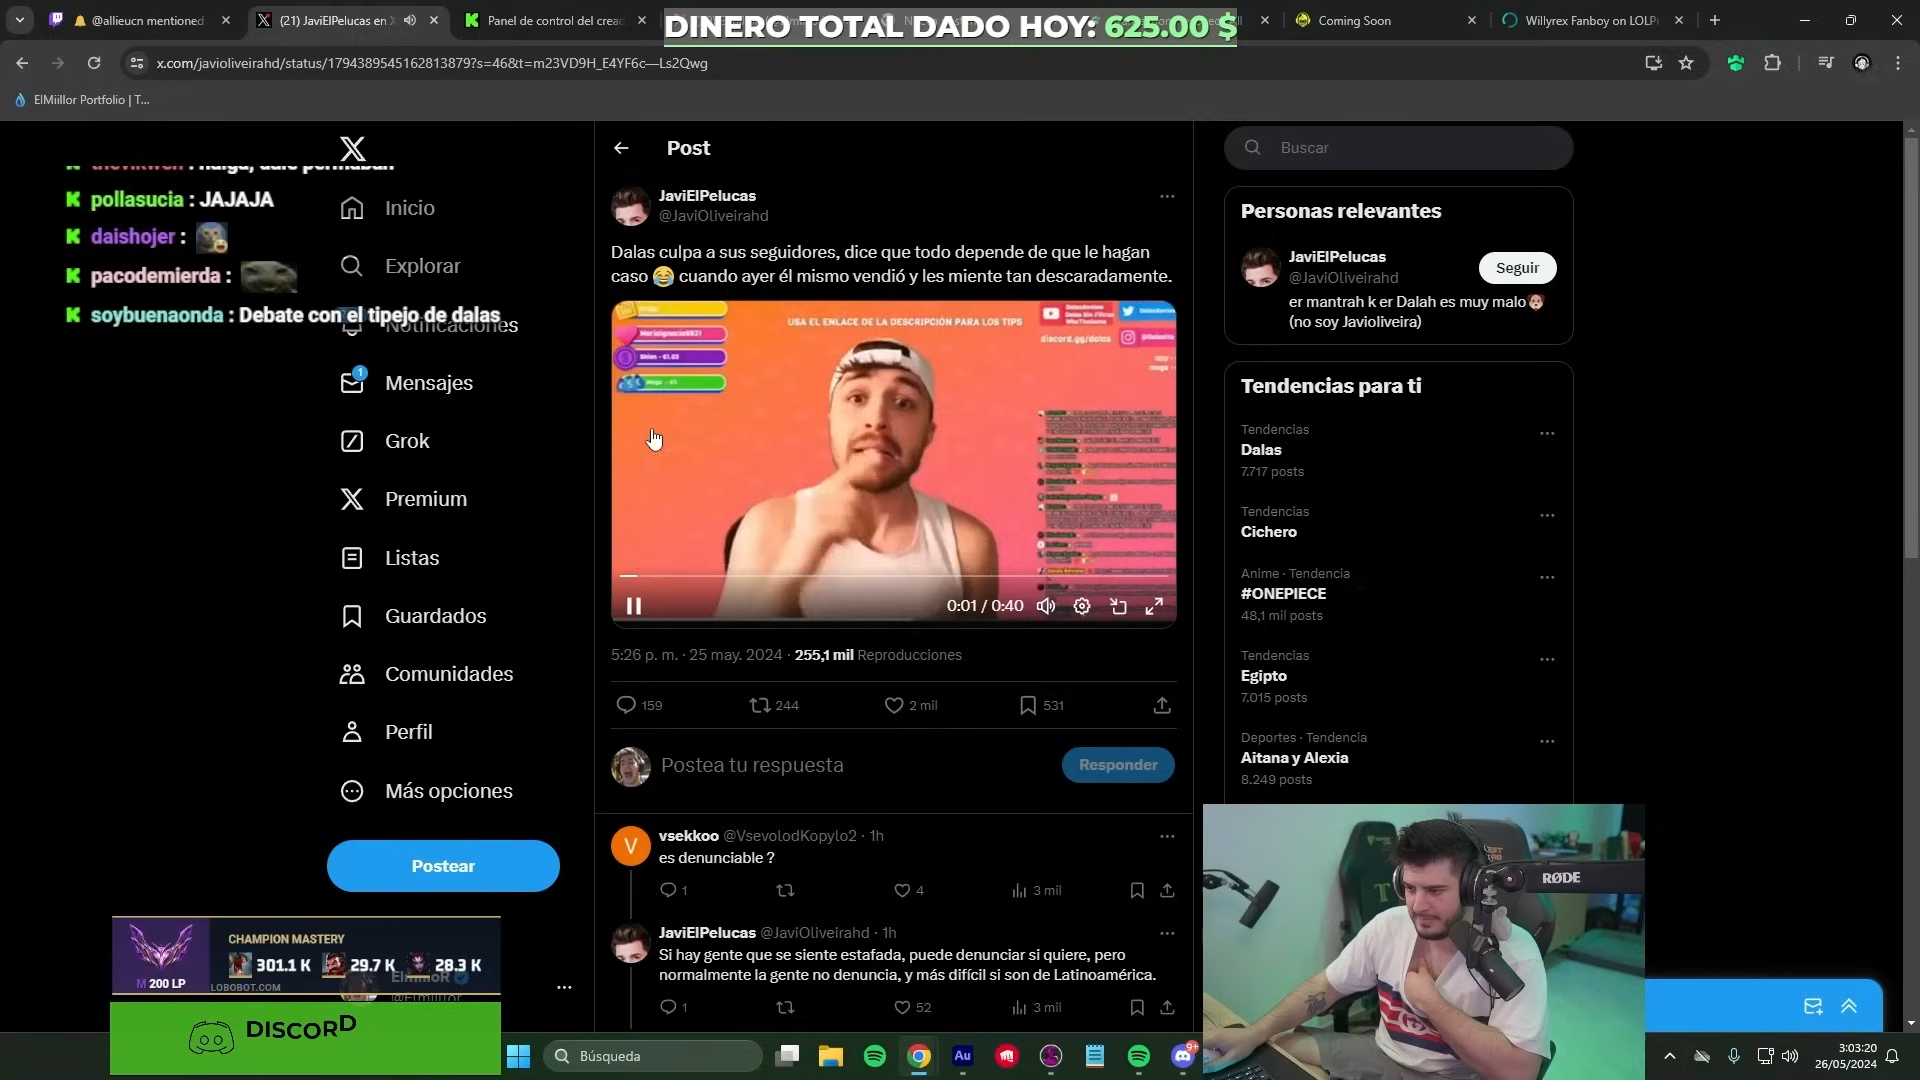 @allieucn mentioned
(21) JaviElPelucas en X
Panel de control del crea
Coming Soon
Willyrex Fanboy on LOLPr
DINERO TOTAL DADO HOY: 625.00 $
x.com/javioliveirahd/status/1794389545162813879?s=46&t=m23VD9H_E4YF6c—Ls2Qwg
ElMiillor Portfolio | T...
pollasucia : JAJAJA
daishojer :
pacodemierda :
soybuenaonda : Debate con el tipejo de dalas
Inicio
Explorar
Notificaciones
1
Mensajes
Grok
Premium
Listas
Guardados
Comunidades
Perfil
Más opciones
Postear
Post
JaviElPelucas
@JaviOliveirahd
Dalas culpa a sus seguidores, dice que todo depende de que le hagan
caso 😂 cuando ayer él mismo vendió y les miente tan descaradamente.
USA EL ENLACE DE LA DESCRIPCIÓN PARA LOS TIPS
discord.gg/dalas
0:01 / 0:40
5:26 p. m. · 25 may. 2024 · 255,1 mil Reproducciones
159
244
2 mil
531
Postea tu respuesta
Responder
V
vsekkoo @VsevolodKopylo2 · 1h
es denunciable ?
1
4
3 mil
JaviElPelucas @JaviOliveirahd · 1h
Si hay gente que se siente estafada, puede denunciar si quiere, pero
normalmente la gente no denuncia, y más difícil si son de Latinoamérica.
1
52
3 mil
Buscar
Personas relevantes
JaviElPelucas
@JaviOliveirahd
Seguir
er mantrah k er Dalah es muy malo
(no soy Javioliveira)
Tendencias para ti
Tendencias
Dalas
7.717 posts
Tendencias
Cichero
Anime · Tendencia
#ONEPIECE
48,1 mil posts
Tendencias
Egipto
7.015 posts
Deportes · Tendencia
Aitana y Alexia
8.249 posts
RØDE
CHAMPION MASTERY
301.1 K
29.7 K
28.3 K
M 200 LP
LOBOBOT.COM
DISCORD
Búsqueda
Au
9+
3:03:20
26/05/2024